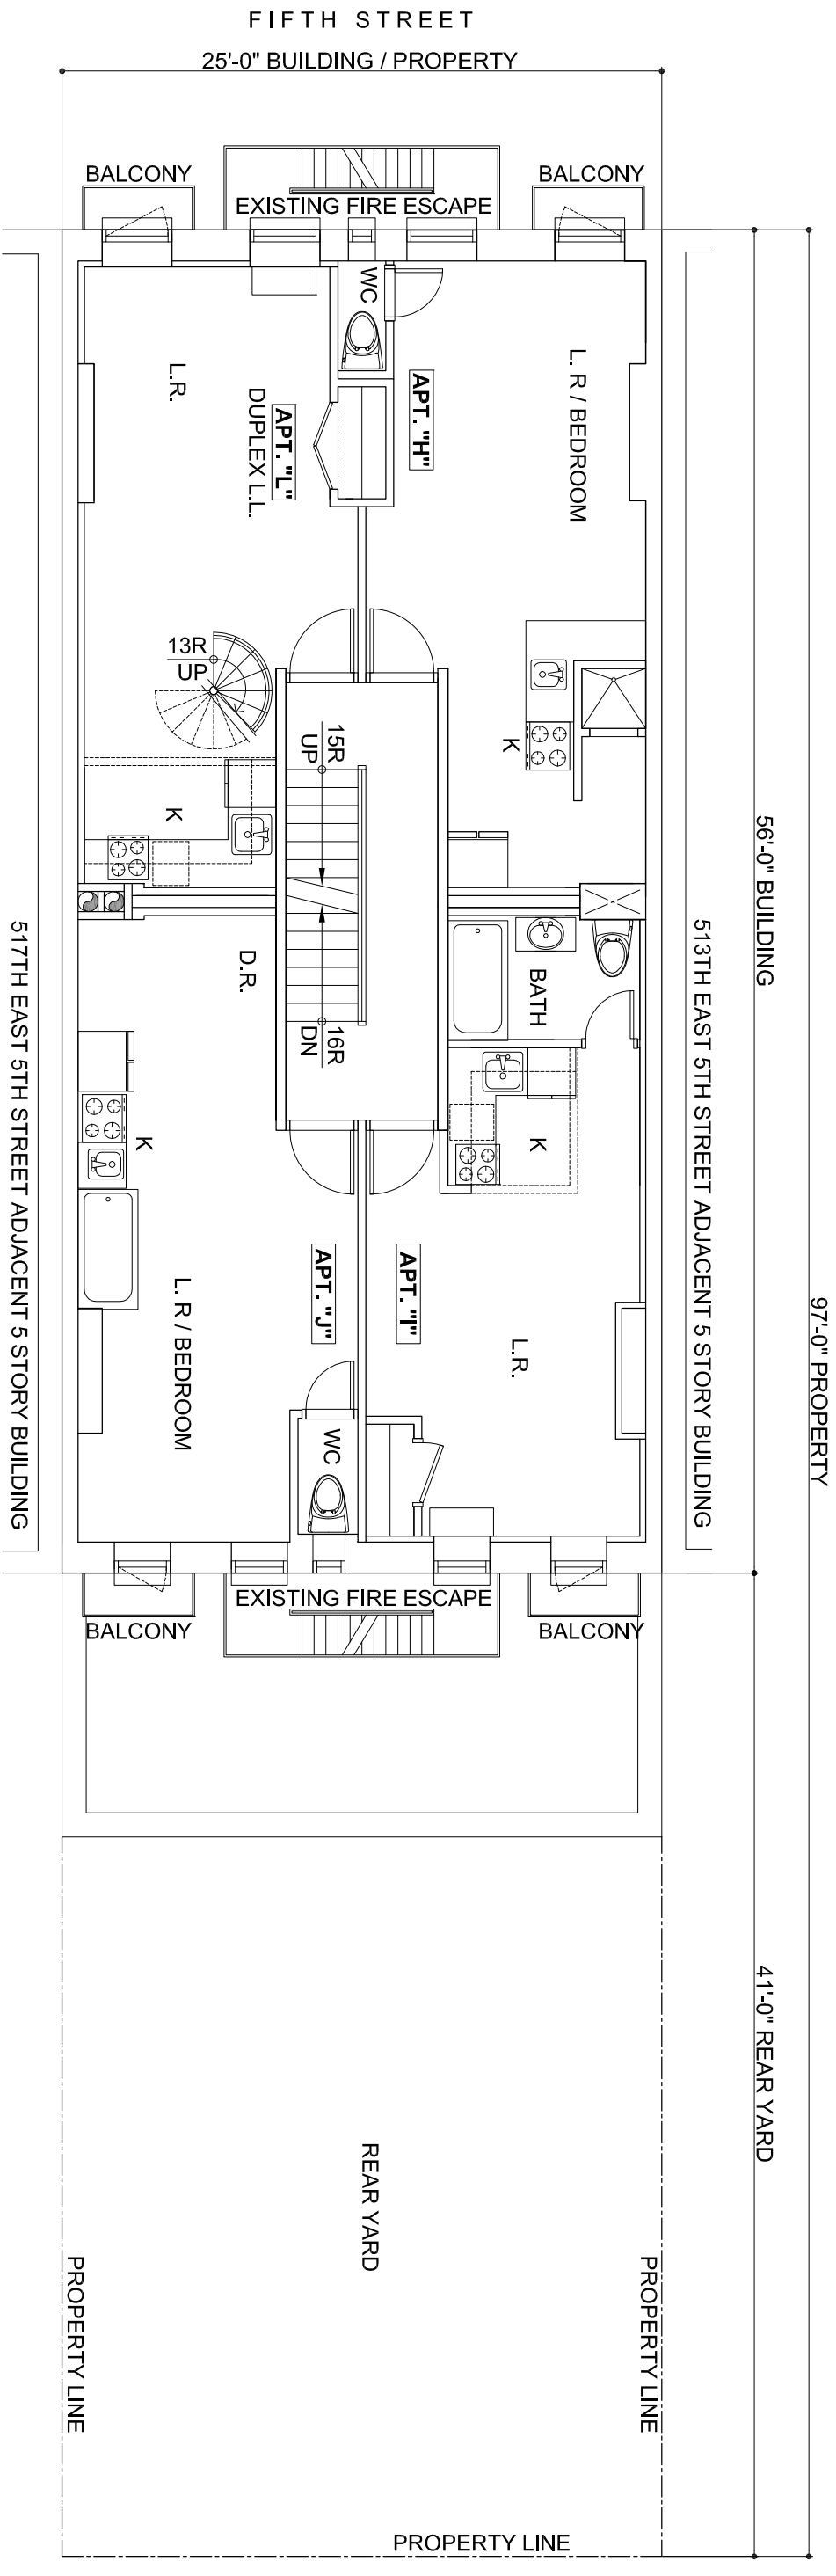 FIFTH STREET
25'-0" BUILDING / PROPERTY
BALCONY
BALCONY
EXISTING FIRE ESCAPE
WC
L.R.
APT. "L"
DUPLEX L.L.
APT. "H"
L. R / BEDROOM
13R
UP
K
15R
UP
K
56'-0" BUILDING
517TH EAST 5TH STREET ADJACENT 5 STORY BUILDING
513TH EAST 5TH STREET ADJACENT 5 STORY BUILDING
D.R.
16R
DN
BATH
K
K
L. R / BEDROOM
APT. "J"
APT. "I"
L.R.
97'-0" PROPERTY
WC
EXISTING FIRE ESCAPE
BALCONY
BALCONY
41'-0" REAR YARD
REAR YARD
PROPERTY LINE
PROPERTY LINE
PROPERTY LINE